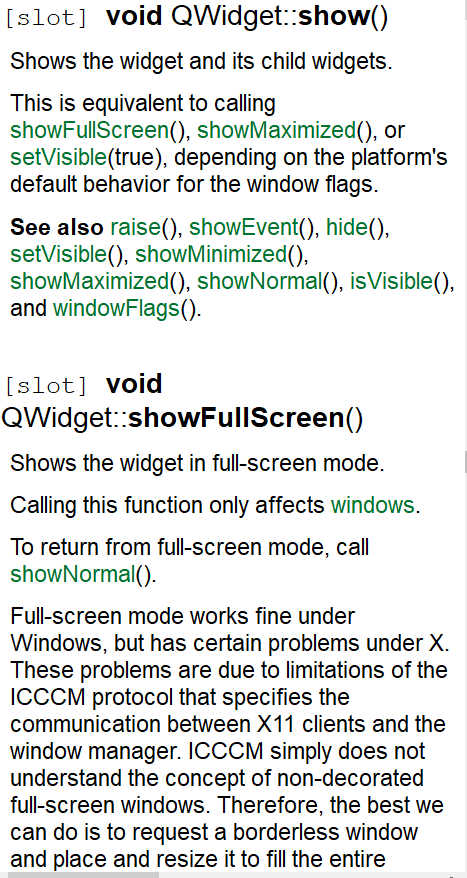 [slot] void QWidget::show()
Shows the widget and its child widgets.
This is equivalent to calling
showFullScreen(), showMaximized(), or
setVisible(true), depending on the platform's
default behavior for the window flags.
See also raise(), showEvent(), hide(),
setVisible(), showMinimized(),
showMaximized(), showNormal(), isVisible(),
and windowFlags().
[slot] void
QWidget::showFullScreen()
Shows the widget in full-screen mode.
Calling this function only affects windows.
To return from full-screen mode, call
showNormal().
Full-screen mode works fine under
Windows, but has certain problems under X.
These problems are due to limitations of the
ICCCM protocol that specifies the
communication between X11 clients and the
window manager. ICCCM simply does not
understand the concept of non-decorated
full-screen windows. Therefore, the best we
can do is to request a borderless window
and place and resize it to fill the entire